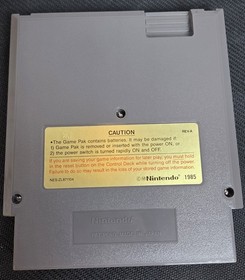 CAUTION
REV-A
•The Game Pak contains batteries, it may be damaged if:
1) Game Pak is removed or inserted with the power ON, or
2) the power switch is turned rapidly ON and OFF.
If you are saving your game information for later play, you must hold
in the reset button on the Control Deck while turning off the power.
Failure to do so may result in the loss of your stored game information.
©™Nintendo® 1985